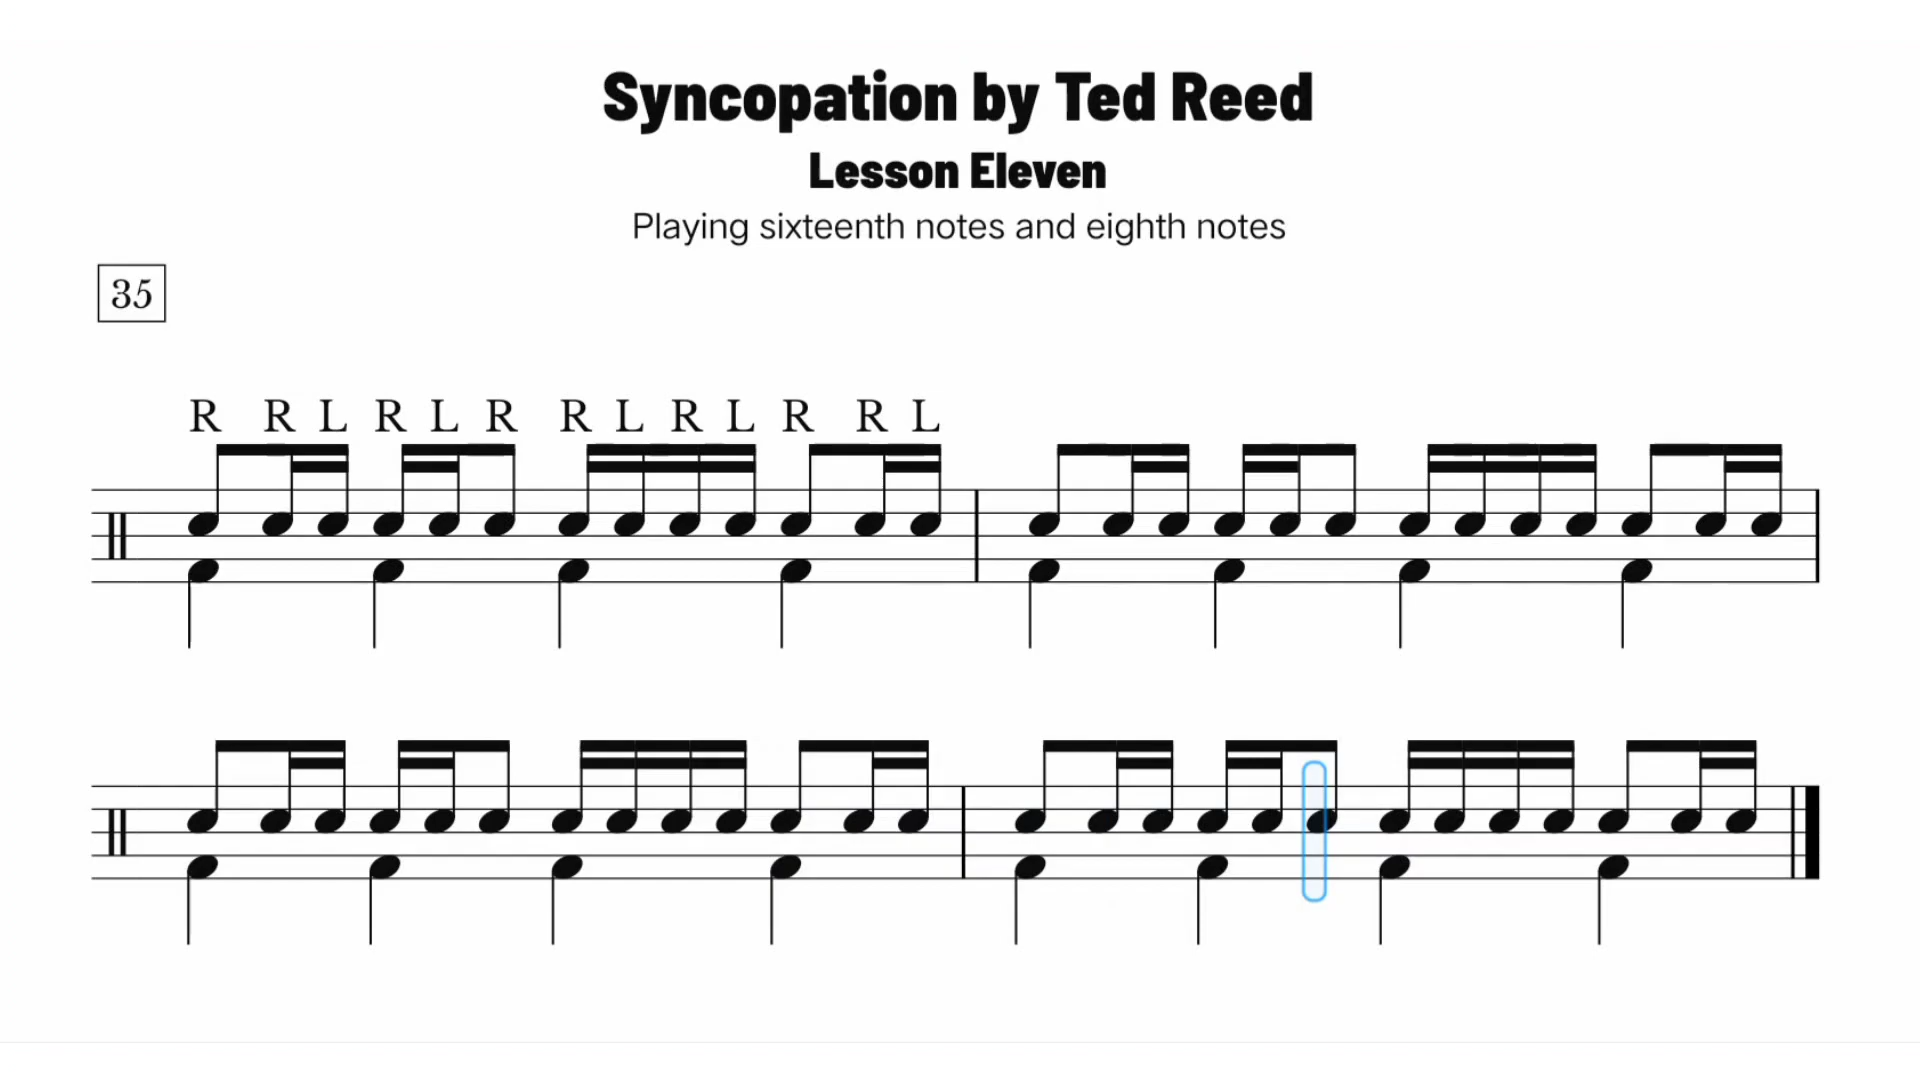 Syncopation by Ted Reed
Lesson Eleven
Playing sixteenth notes and eighth notes
35
R R L R L R R L R L R R L